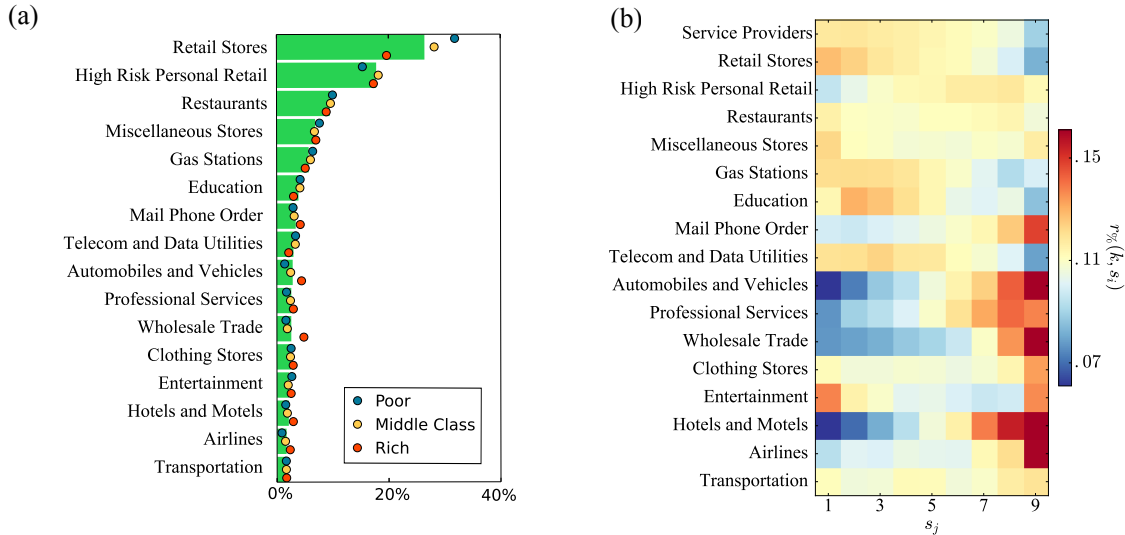 (a)
Retail Stores
High Risk Personal Retail
Restaurants
Miscellaneous Stores
Gas Stations
Education
Mail Phone Order
Telecom and Data Utilities
Automobiles and Vehicles
Professional Services
Wholesale Trade
Clothing Stores
Entertainment
Hotels and Motels
Airlines
Transportation
0% 20% 40%
Poor
Middle Class
Rich
(b)
Service Providers
Retail Stores
High Risk Personal Retail
Restaurants
Miscellaneous Stores
Gas Stations
Education
Mail Phone Order
Telecom and Data Utilities
Automobiles and Vehicles
Professional Services
Wholesale Trade
Clothing Stores
Entertainment
Hotels and Motels
Airlines
Transportation
1 3 5 7 9
s_j
.15
.11
.07
r_%(k, s_i)